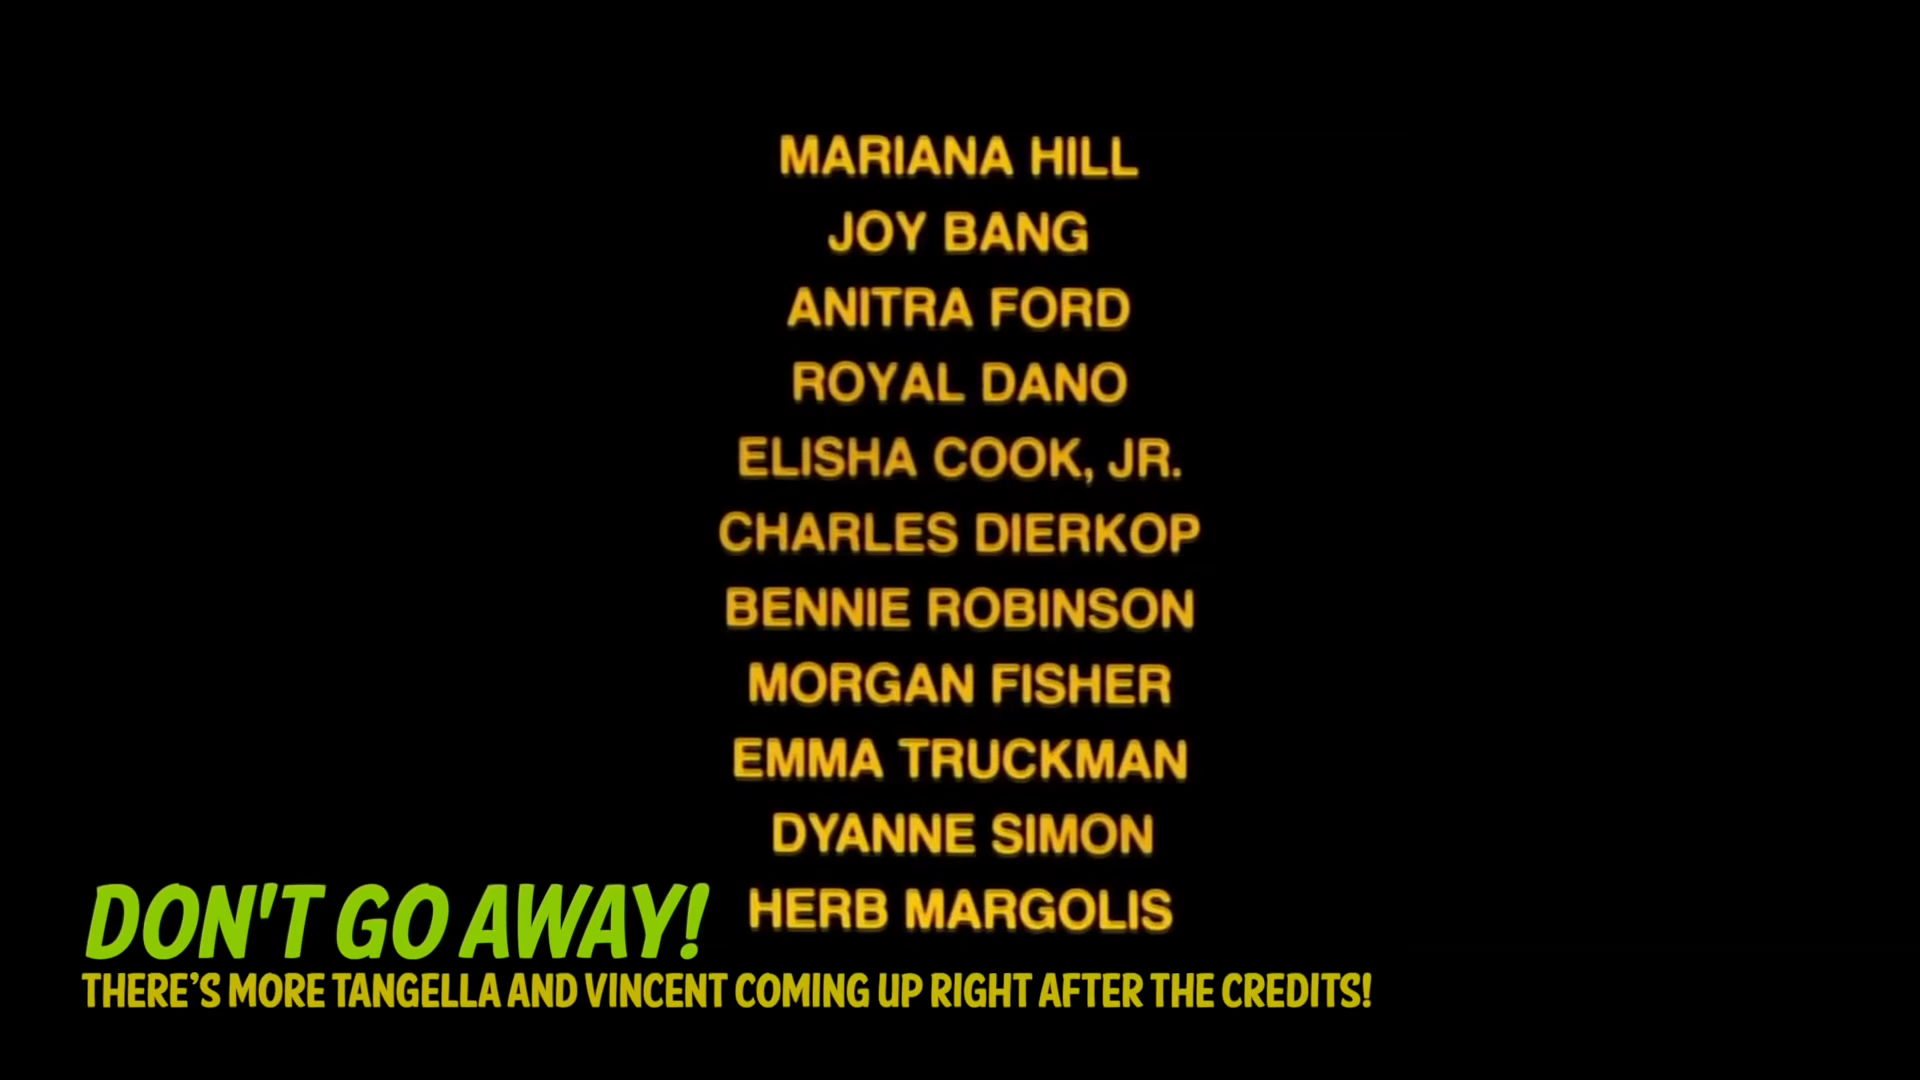 MARIANA HILL
JOY BANG
ANITRA FORD
ROYAL DANO
ELISHA COOK, JR.
CHARLES DIERKOP
BENNIE ROBINSON
MORGAN FISHER
EMMA TRUCKMAN
DYANNE SIMON
HERB MARGOLIS
DON'T GO AWAY!
THERE'S MORE TANGELLA AND VINCENT COMING UP RIGHT AFTER THE CREDITS!